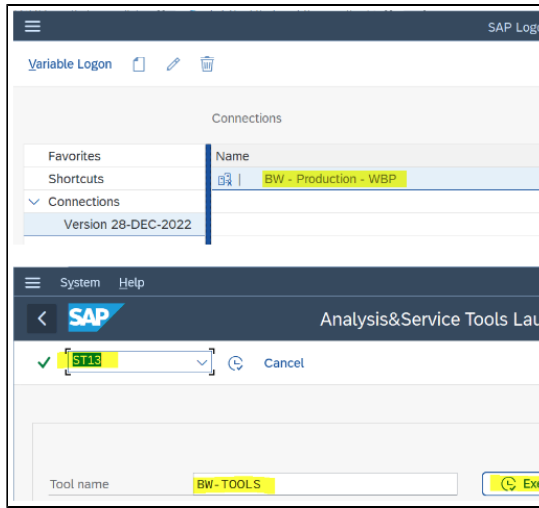 SAP Logo
Variable Logon
Connections
Favorites
Name
Shortcuts
BW - Production - WBP
Connections
Version 28-DEC-2022
System Help
SAP
Analysis&Service Tools Lau
ST13
Cancel
Tool name
BW-TOOLS
Exe